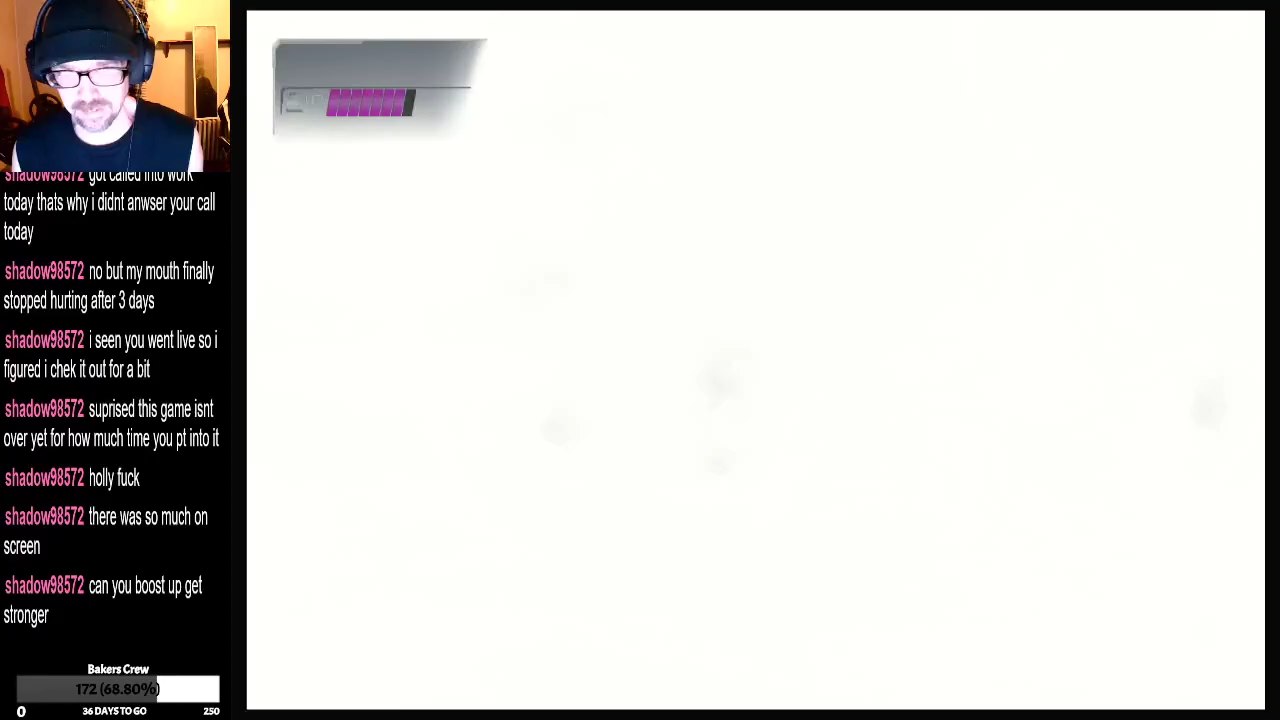 shadow98572 got called into work
today thats why i didnt anwser your call
today
shadow98572 no but my mouth finally
stopped hurting after 3 days
shadow98572 i seen you went live so i
figured i chek it out for a bit
shadow98572 suprised this game isnt
over yet for how much time you pt into it
shadow98572 holly fuck
shadow98572 there was so much on
screen
shadow98572 can you boost up get
stronger
Bakers Crew
172 (68.80%)
0 36 DAYS TO GO 250